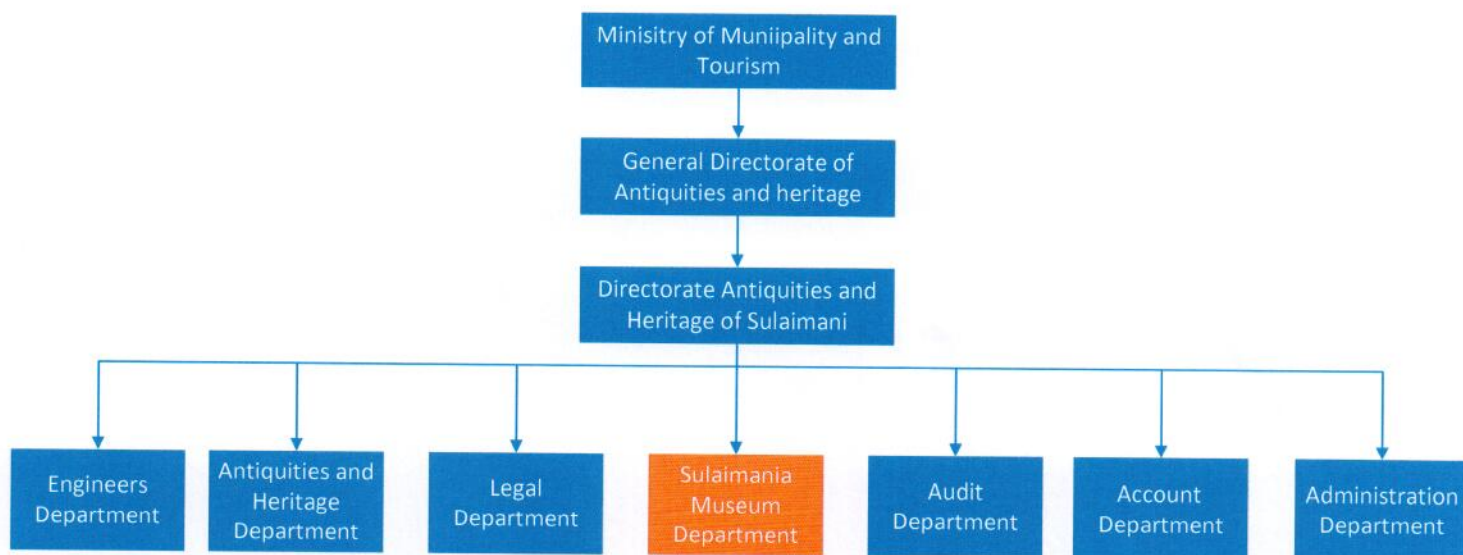 Minisitry of Muniipality and
Tourism
General Directorate of
Antiquities and heritage
Directorate Antiquities and
Heritage of Sulaimani
Engineers
Department
Antiquities and
Heritage
Department
Legal
Department
Sulaimania
Museum
Department
Audit
Department
Account
Department
Administration
Department